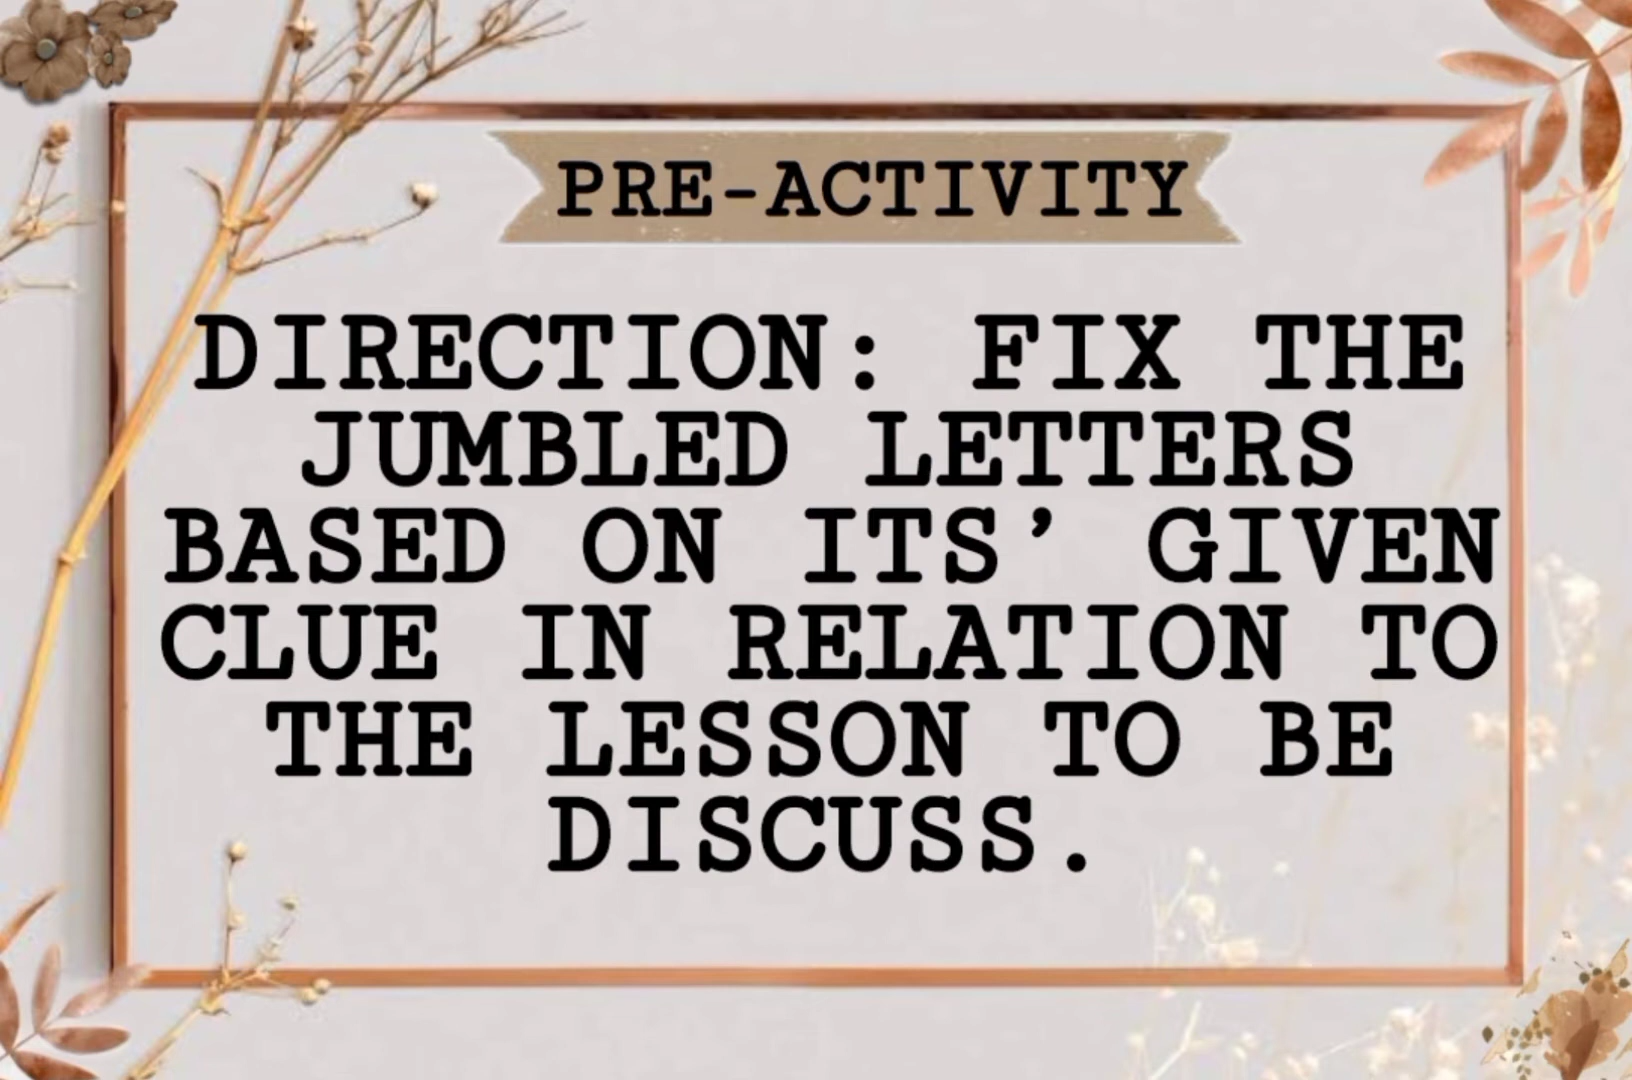 PRE-ACTIVITY
DIRECTION: FIX THE
JUMBLED LETTERS
BASED ON ITS’ GIVEN
CLUE IN RELATION TO
THE LESSON TO BE
DISCUSS.